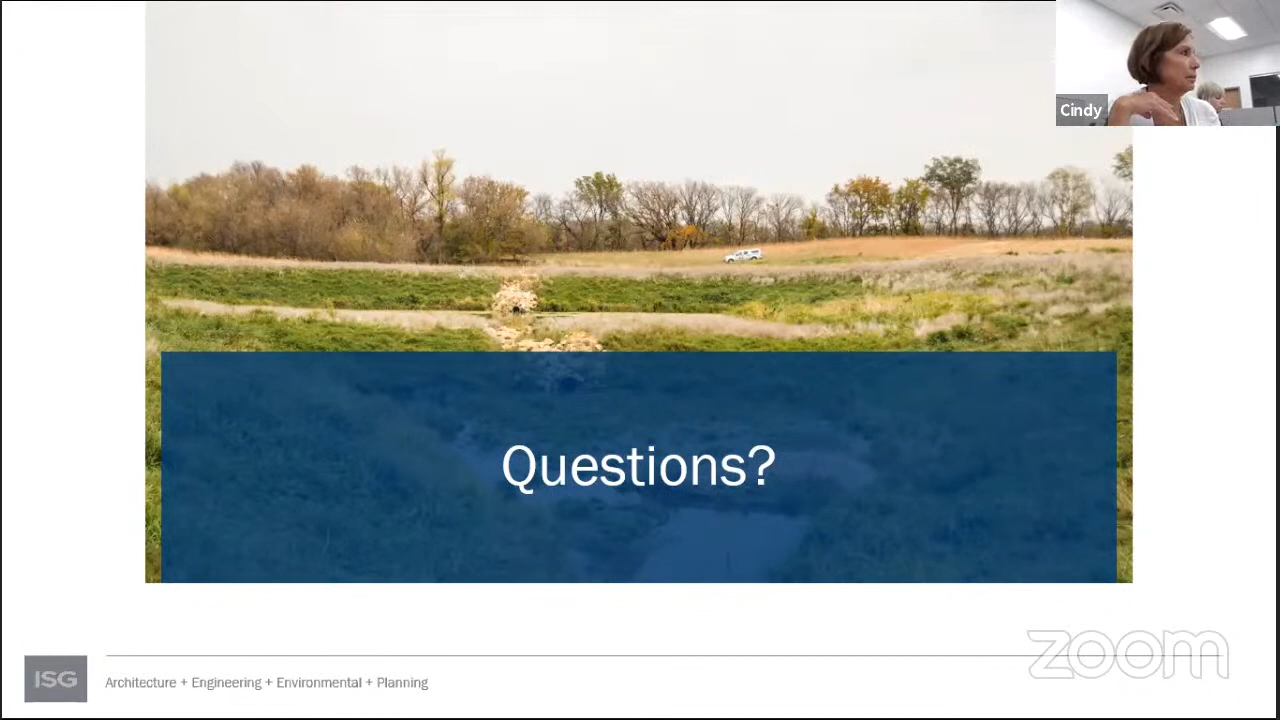 Cindy
Questions?
zoom
ISG
Architecture + Engineering + Environmental + Planning